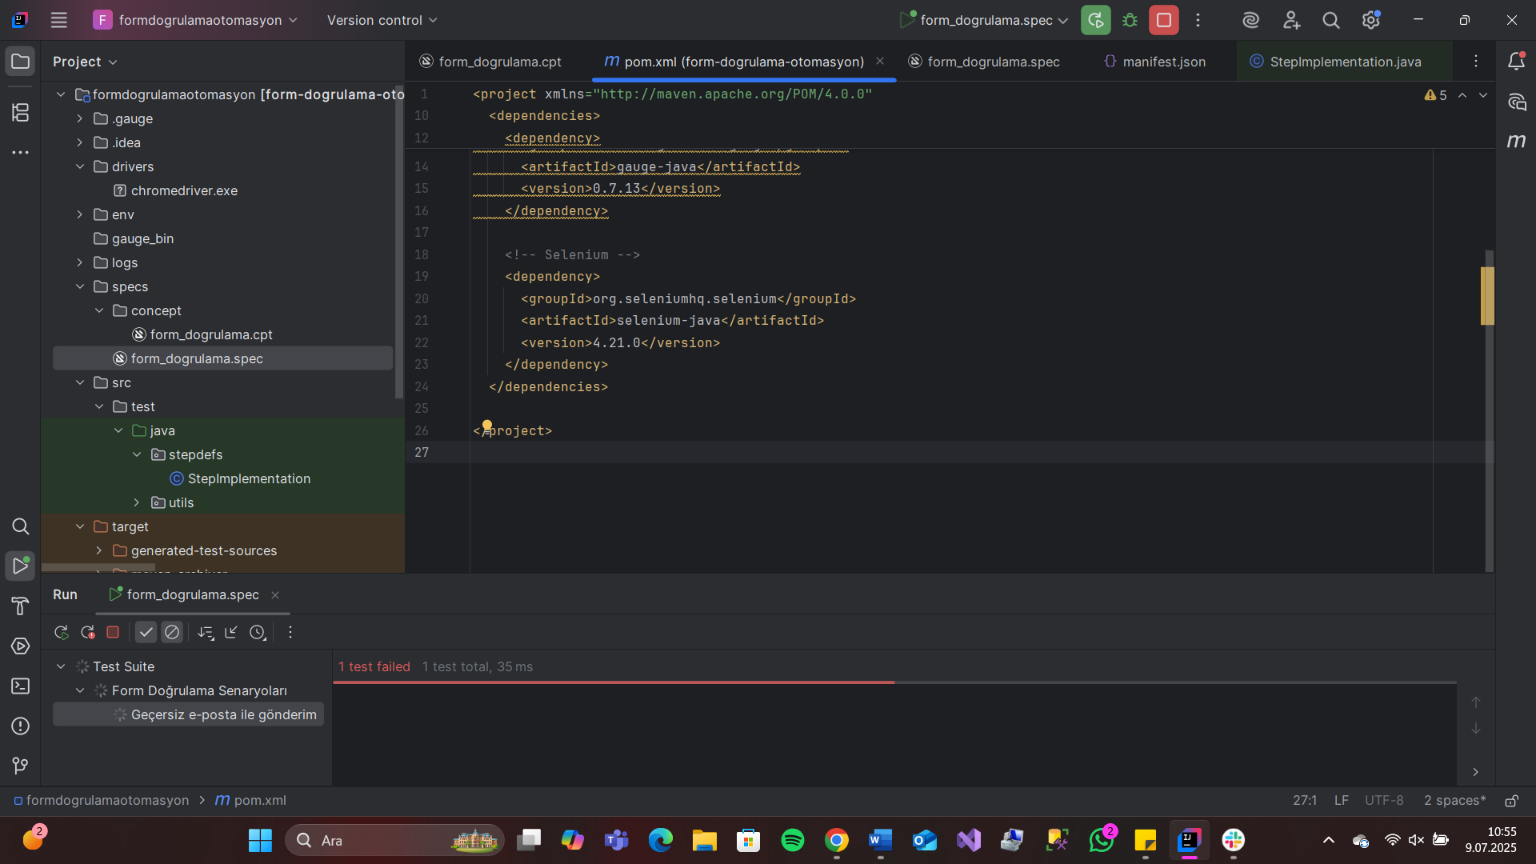 F formdogrulamaotomasyon Version control form_dogrulama.spec
Project
form_dogrulama.cpt
m pom.xml (form-dogrulama-otomasyon)
form_dogrulama.spec
{} manifest.json
C StepImplementation.java
formdogrulamaotomasyon [form-dogrulama-oto
.gauge
.idea
drivers
chromedriver.exe
env
gauge_bin
logs
specs
concept
form_dogrulama.cpt
form_dogrulama.spec
src
test
java
stepdefs
StepImplementation
utils
target
generated-test-sources
1 <project xmlns="http://maven.apache.org/POM/4.0.0"
10 <dependencies>
12 <dependency>
14 <artifactId>gauge-java</artifactId>
15 <version>0.7.13</version>
16 </dependency>
17
18 <!-- Selenium -->
19 <dependency>
20 <groupId>org.seleniumhq.selenium</groupId>
21 <artifactId>selenium-java</artifactId>
22 <version>4.21.0</version>
23 </dependency>
24 </dependencies>
25
26 </project>
27
5
m
Run form_dogrulama.spec
Test Suite
Form Doğrulama Senaryoları
Geçersiz e-posta ile gönderim
1 test failed 1 test total, 35 ms
formdogrulamaotomasyon > m pom.xml
27:1 LF UTF-8 2 spaces*
2
Ara
2
10:55
9.07.2025